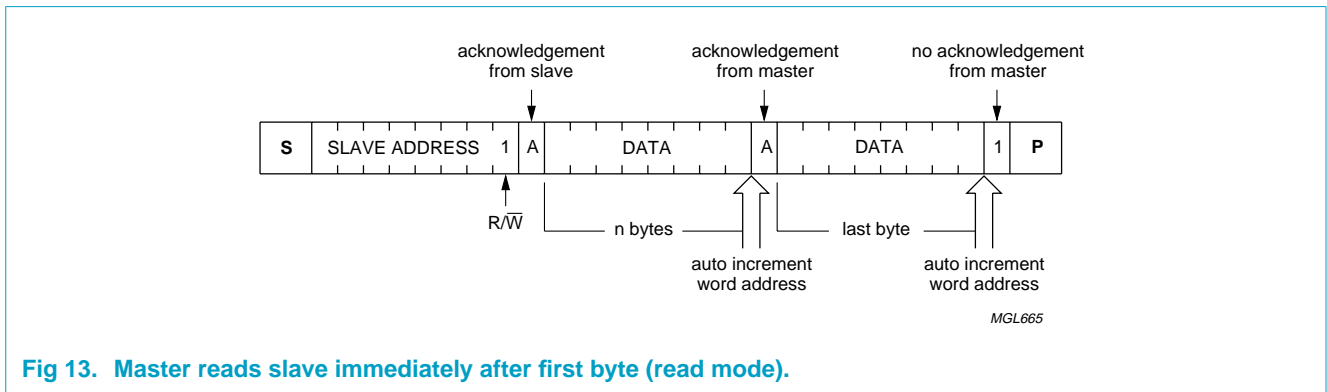 acknowledgement
from slave
acknowledgement
from master
no acknowledgement
from master
S SLAVE ADDRESS 1 A DATA A DATA 1 P
R/W̅
n bytes
last byte
auto increment
word address
auto increment
word address
MGL665
Fig 13. Master reads slave immediately after first byte (read mode).